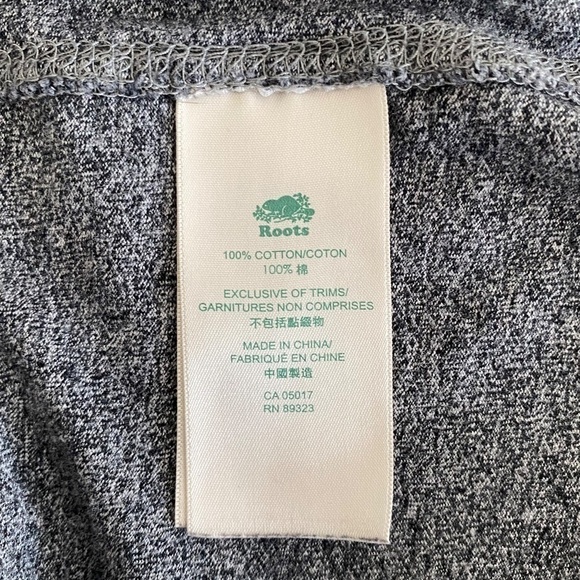 Roots
100% COTTON/COTON
100% 棉
EXCLUSIVE OF TRIMS/
GARNITURES NON COMPRISES
不包括點綴物
MADE IN CHINA/
FABRIQUÉ EN CHINE
中國製造
CA 05017
RN 89323